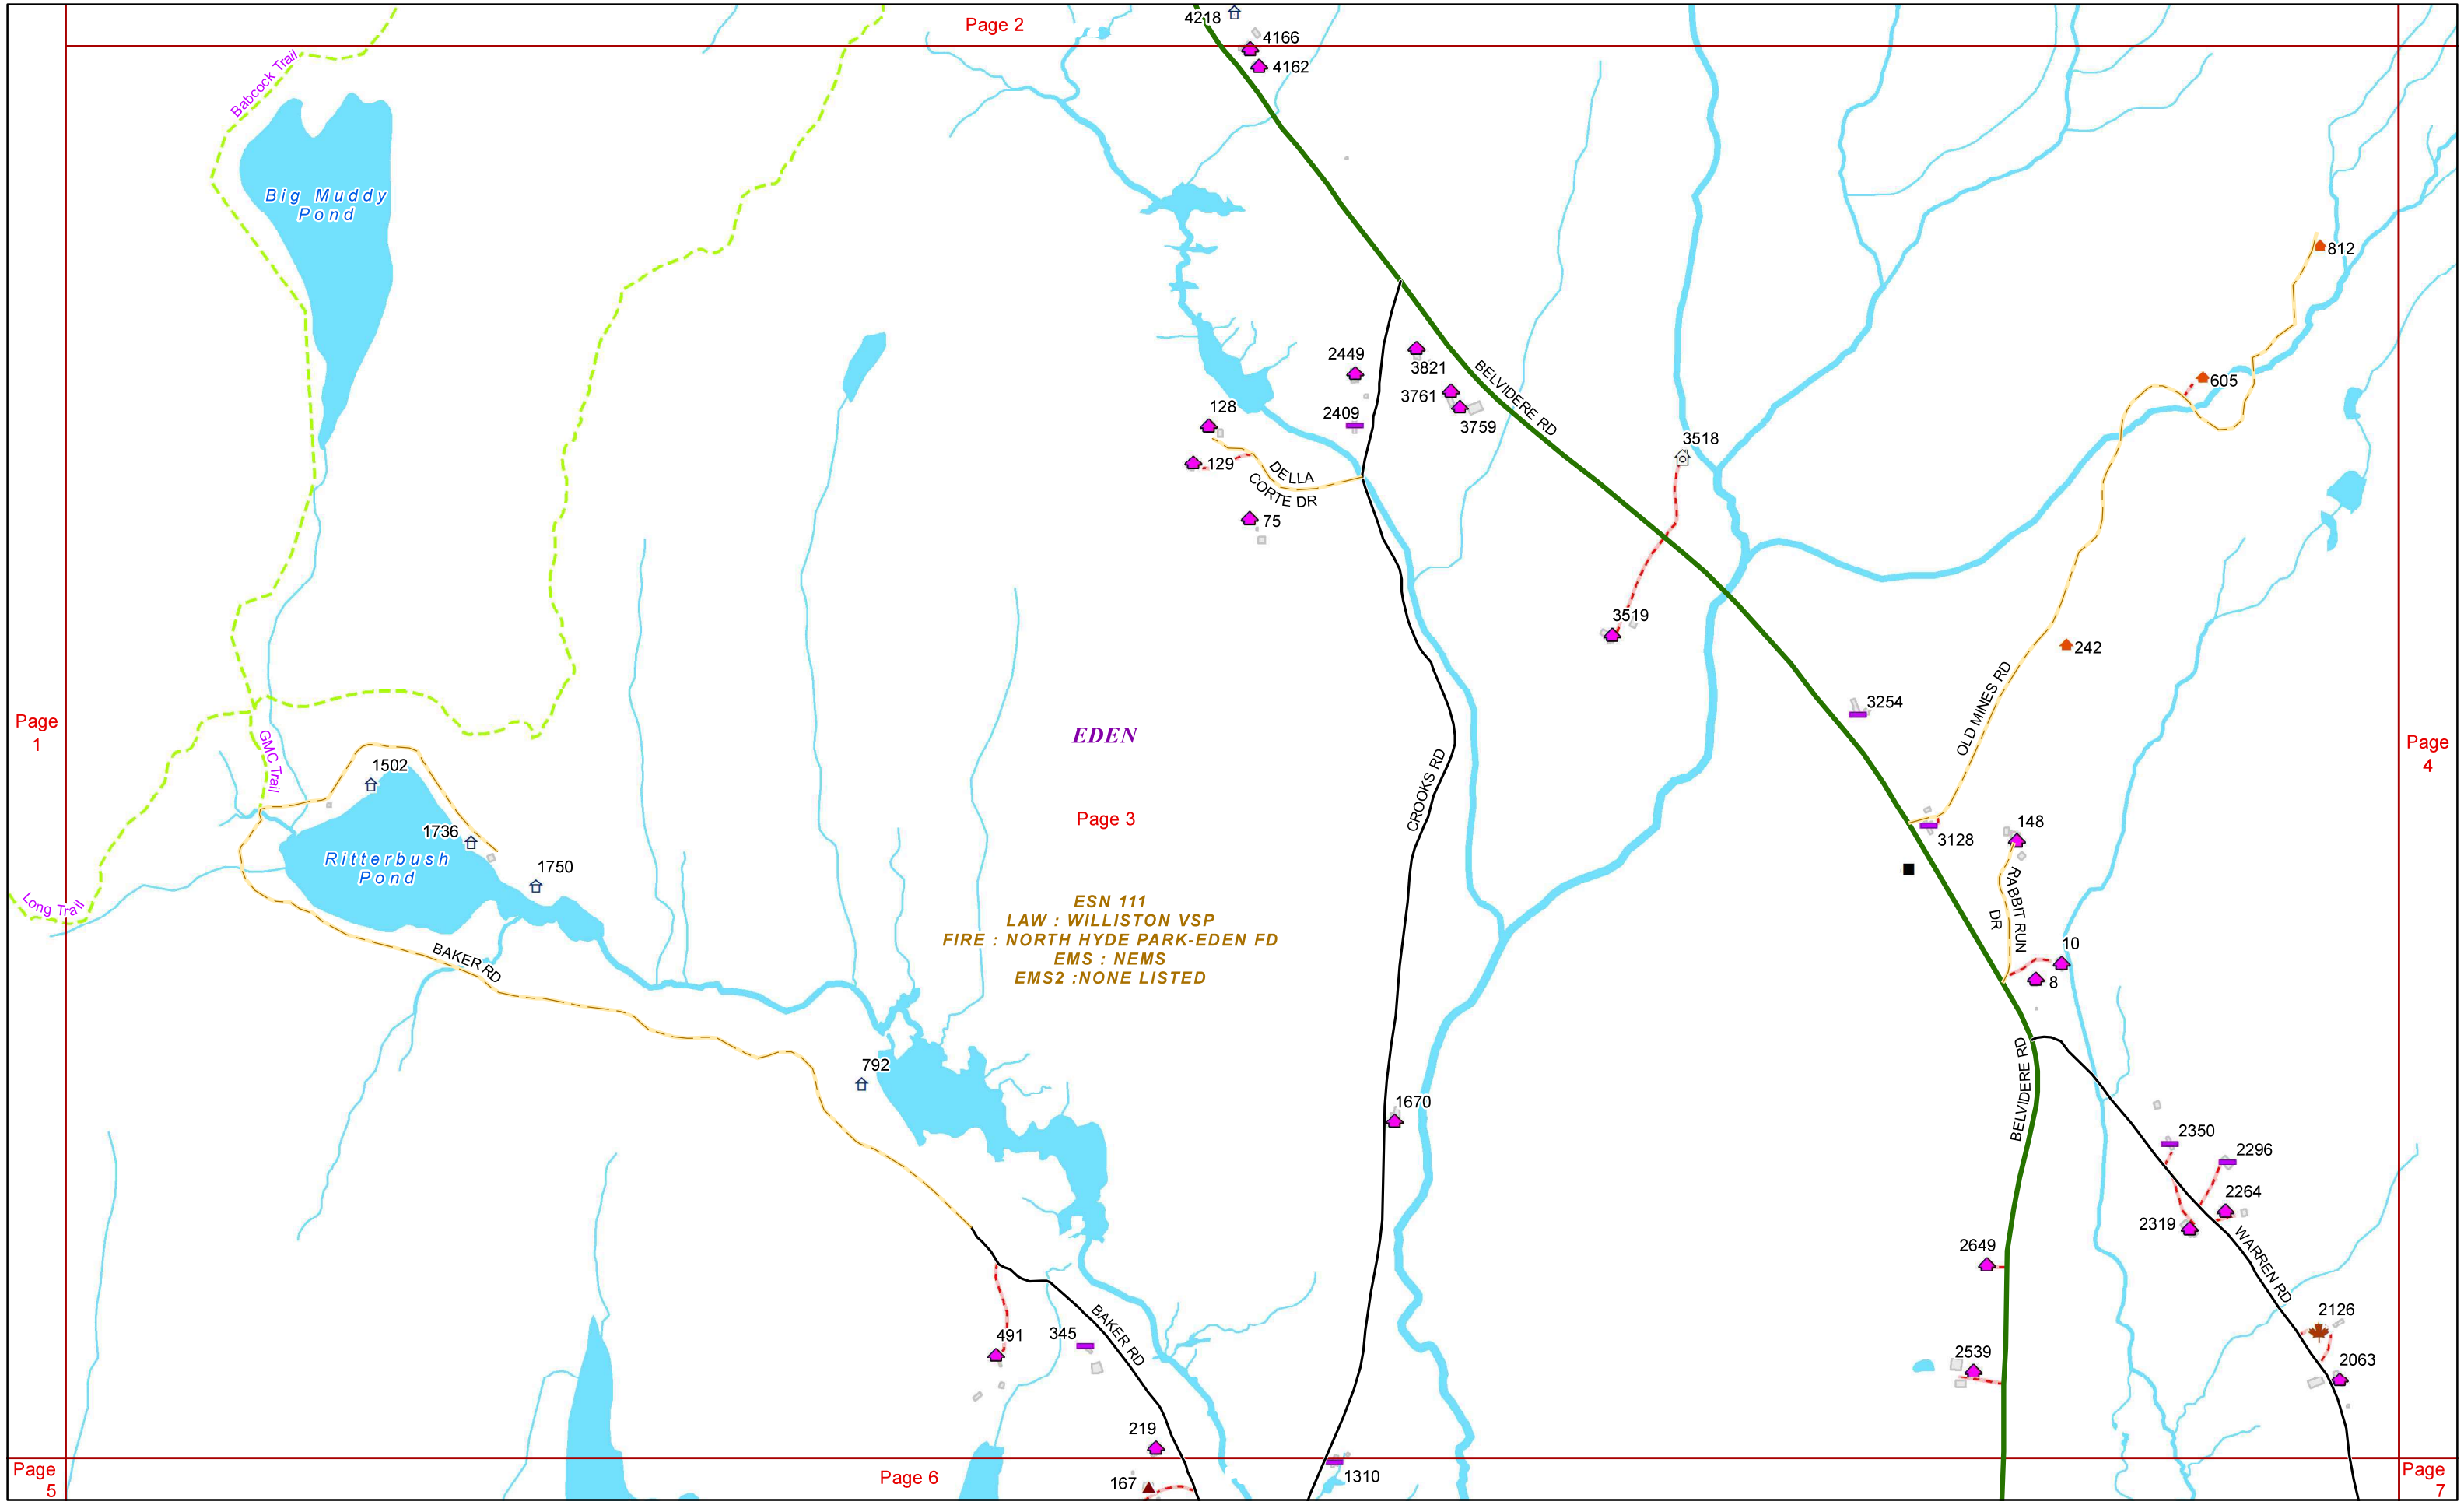 Page 2
4218
4166
4162
Babcock Trail
Big Muddy
Pond
812
2449
3821
605
3761
BELVIDERE RD
128
2409
3759
3518
129
DELLA
CORTE DR
75
3519
242
3254
OLD MINES RD
Page
1
EDEN
Page
4
GMC Trail
1502
CROOKS RD
Page 3
1736
3128
148
Ritterbush
Pond
1750
RABBIT RUN
DR
Long Trail
ESN 111
LAW : WILLISTON VSP
FIRE : NORTH HYDE PARK-EDEN FD
EMS : NEMS
EMS2 :NONE LISTED
BAKER RD
10
8
792
BELVIDERE RD
1670
2350
2296
2264
2319
2649
WARREN RD
491
345
BAKER RD
2126
2539
2063
219
Page
5
Page 6
167
1310
Page
7